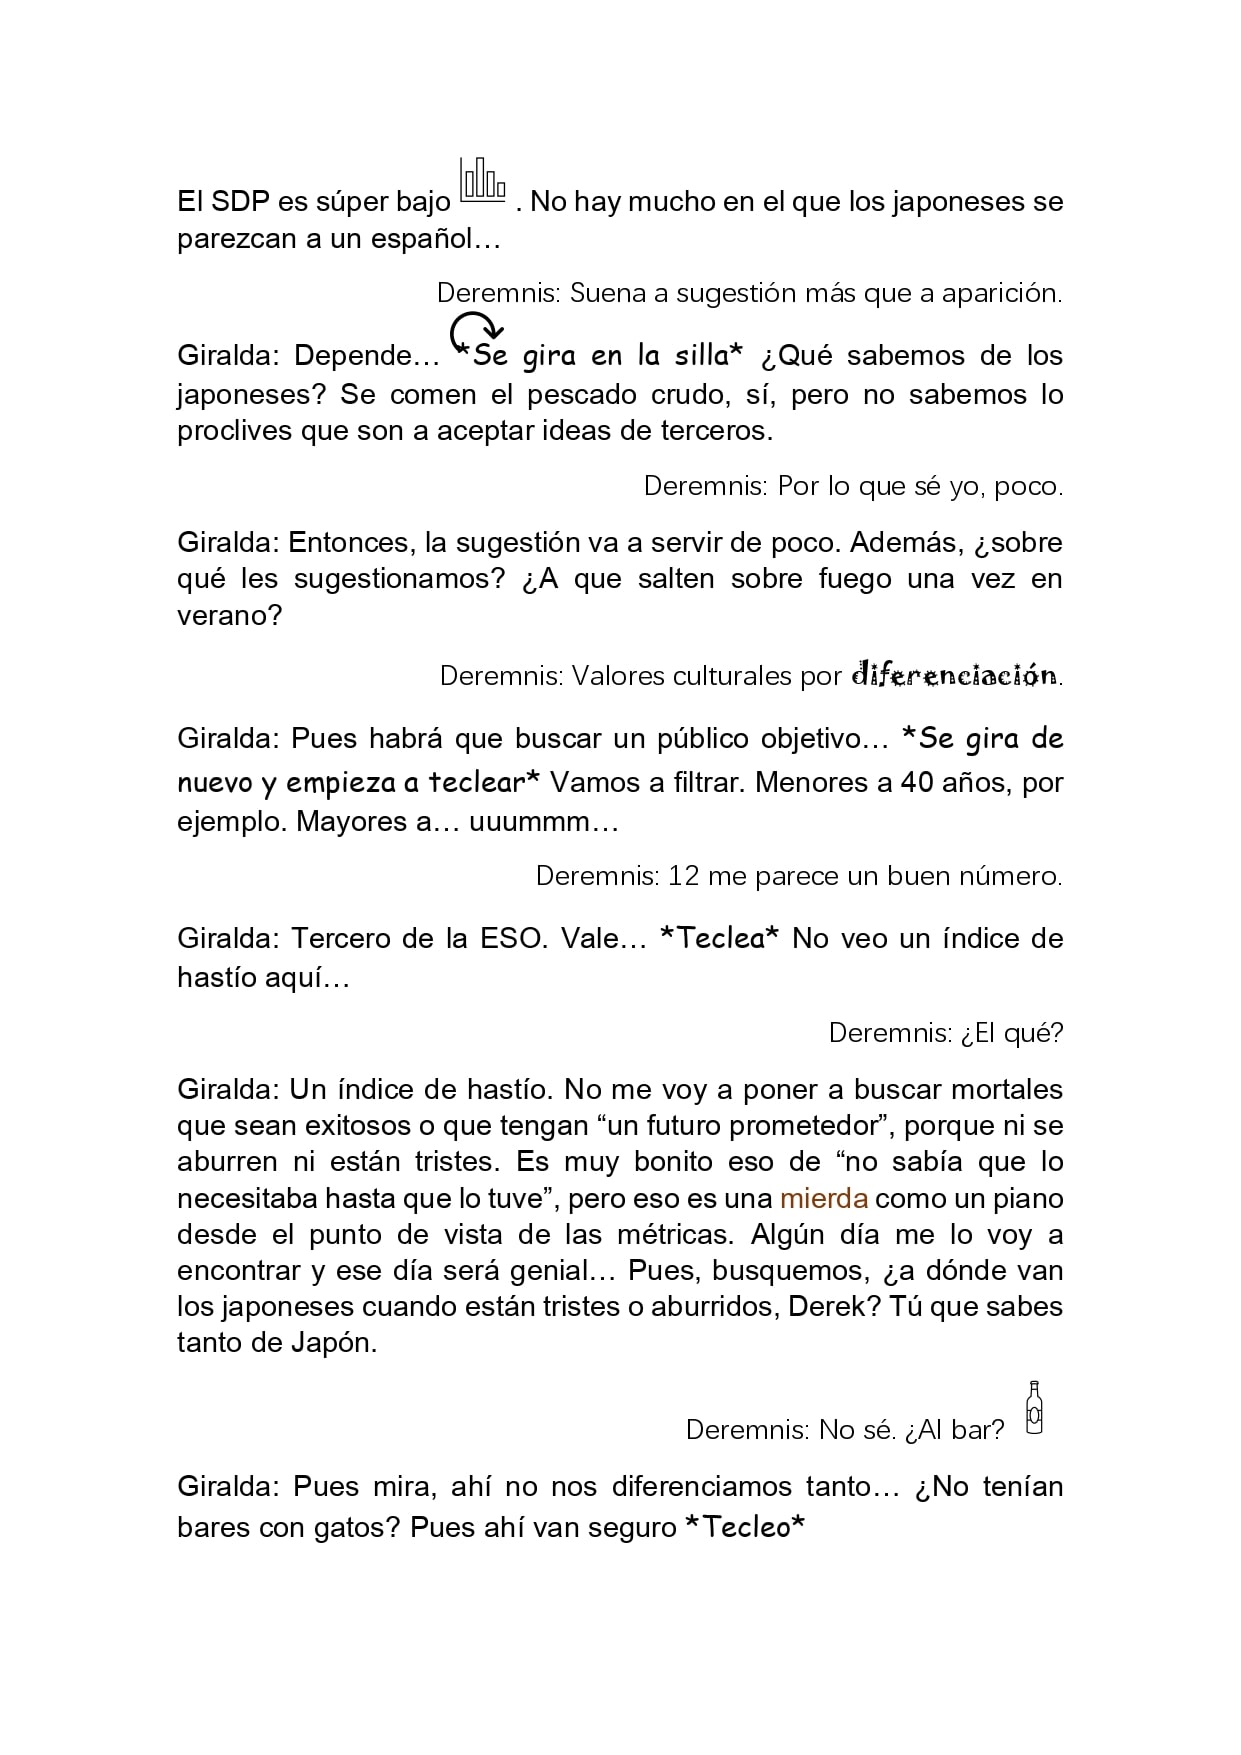 El SDP es súper bajo . No hay mucho en el que los japoneses se
parezcan a un español…
Deremnis: Suena a sugestión más que a aparición.
Giralda: Depende… *Se gira en la silla* ¿Qué sabemos de los
japoneses? Se comen el pescado crudo, sí, pero no sabemos lo
proclives que son a aceptar ideas de terceros.
Deremnis: Por lo que sé yo, poco.
Giralda: Entonces, la sugestión va a servir de poco. Además, ¿sobre
qué les sugestionamos? ¿A que salten sobre fuego una vez en
verano?
Deremnis: Valores culturales por diferenciación.
Giralda: Pues habrá que buscar un público objetivo… *Se gira de
nuevo y empieza a teclear* Vamos a filtrar. Menores a 40 años, por
ejemplo. Mayores a… uuummm…
Deremnis: 12 me parece un buen número.
Giralda: Tercero de la ESO. Vale… *Teclea* No veo un índice de
hastío aquí…
Deremnis: ¿El qué?
Giralda: Un índice de hastío. No me voy a poner a buscar mortales
que sean exitosos o que tengan “un futuro prometedor”, porque ni se
aburren ni están tristes. Es muy bonito eso de “no sabía que lo
necesitaba hasta que lo tuve”, pero eso es una mierda como un piano
desde el punto de vista de las métricas. Algún día me lo voy a
encontrar y ese día será genial… Pues, busquemos, ¿a dónde van
los japoneses cuando están tristes o aburridos, Derek? Tú que sabes
tanto de Japón.
Deremnis: No sé. ¿Al bar?
Giralda: Pues mira, ahí no nos diferenciamos tanto… ¿No tenían
bares con gatos? Pues ahí van seguro *Tecleo*